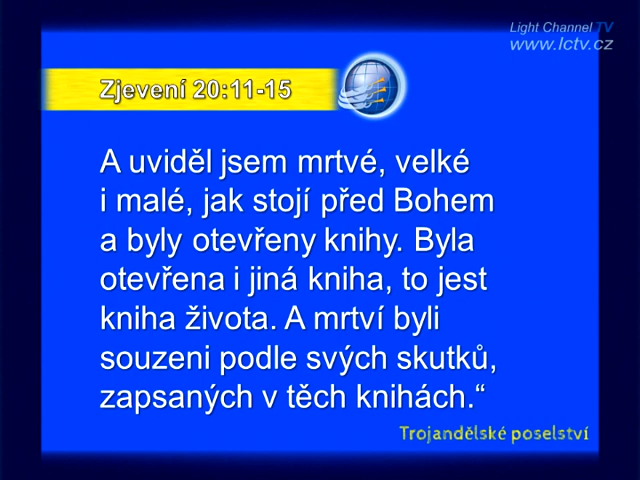 Light Channel TV
www.lctv.cz
Zjevení 20:11-15
A uviděl jsem mrtvé, velké
i malé, jak stojí před Bohem
a byly otevřeny knihy. Byla
otevřena i jiná kniha, to jest
kniha života. A mrtví byli
souzeni podle svých skutků,
zapsaných v těch knihách.“
Trojandělské poselství